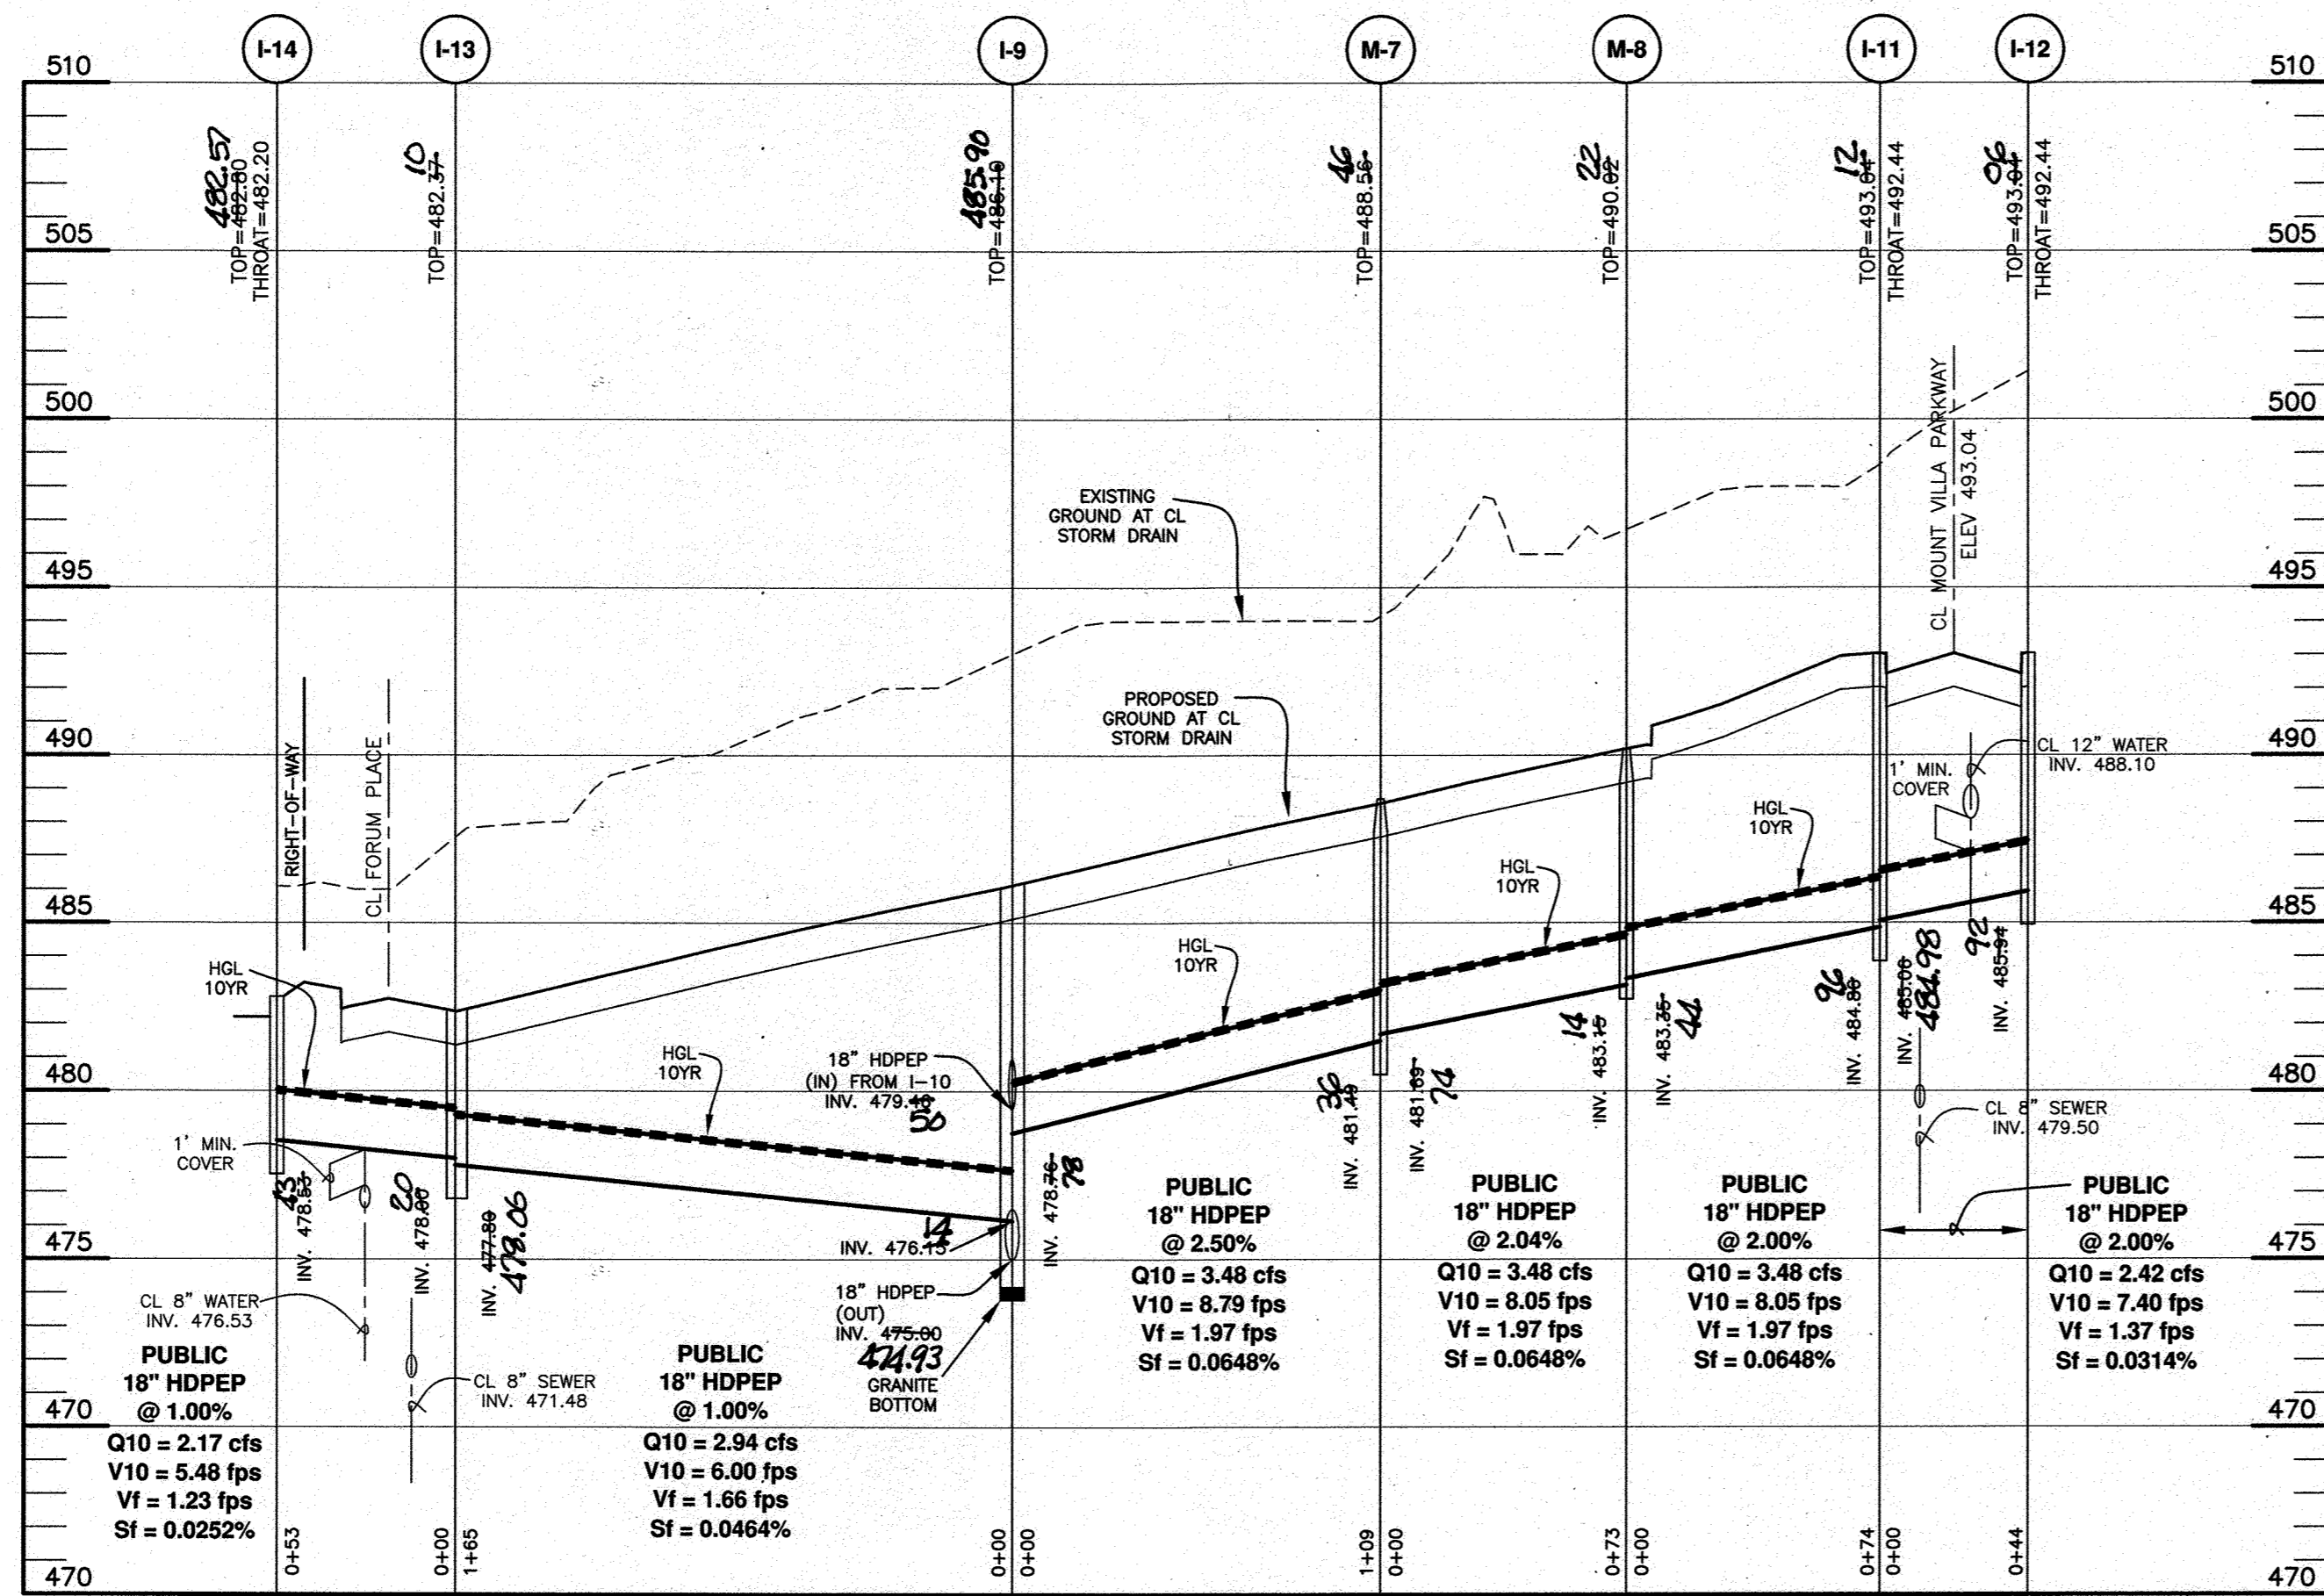 I-14
I-13
I-9
M-7
M-8
I-11
I-12
510
510
505
505
500
500
495
495
490
490
485
485
480
480
475
475
470
470
470
470
482.57
TOP=482.80
THROAT=482.20
10
TOP=482.37
485.90
TOP=486.10
46
TOP=488.56
22
TOP=490.02
12
TOP=493.04
THROAT=492.44
06
TOP=493.04
THROAT=492.44
RIGHT-OF-WAY
CL FORUM PLACE
EXISTING
GROUND AT CL
STORM DRAIN
PROPOSED
GROUND AT CL
STORM DRAIN
CL MOUNT VILLA PARKWAY
ELEV 493.04
CL 12" WATER
INV. 488.10
1' MIN.
COVER
HGL
10YR
HGL
10YR
HGL
10YR
HGL
10YR
HGL
10YR
18" HDPEP
(IN) FROM I-10
INV. 479.46
50
1' MIN.
COVER
43
INV. 478.53
20
INV. 478.00
INV. 477.80
478.06
14
INV. 476.15
18" HDPEP
(OUT)
INV. 475.00
474.93
GRANITE
BOTTOM
INV. 478.76
78
36
INV. 481.49
INV. 481.69
74
14
INV. 483.15
INV. 483.35
44
96
INV. 484.86
INV. 485.06
484.98
92
INV. 485.94
CL 8" SEWER
INV. 479.50
CL 8" WATER
INV. 476.53
CL 8" SEWER
INV. 471.48
PUBLIC
18" HDPEP
@ 1.00%
Q10 = 2.17 cfs
V10 = 5.48 fps
Vf = 1.23 fps
Sf = 0.0252%
PUBLIC
18" HDPEP
@ 1.00%
Q10 = 2.94 cfs
V10 = 6.00 fps
Vf = 1.66 fps
Sf = 0.0464%
PUBLIC
18" HDPEP
@ 2.50%
Q10 = 3.48 cfs
V10 = 8.79 fps
Vf = 1.97 fps
Sf = 0.0648%
PUBLIC
18" HDPEP
@ 2.04%
Q10 = 3.48 cfs
V10 = 8.05 fps
Vf = 1.97 fps
Sf = 0.0648%
PUBLIC
18" HDPEP
@ 2.00%
Q10 = 3.48 cfs
V10 = 8.05 fps
Vf = 1.97 fps
Sf = 0.0648%
PUBLIC
18" HDPEP
@ 2.00%
Q10 = 2.42 cfs
V10 = 7.40 fps
Vf = 1.37 fps
Sf = 0.0314%
0+53
0+00
1+65
0+00
0+00
1+09
0+00
0+73
0+00
0+74
0+00
0+44